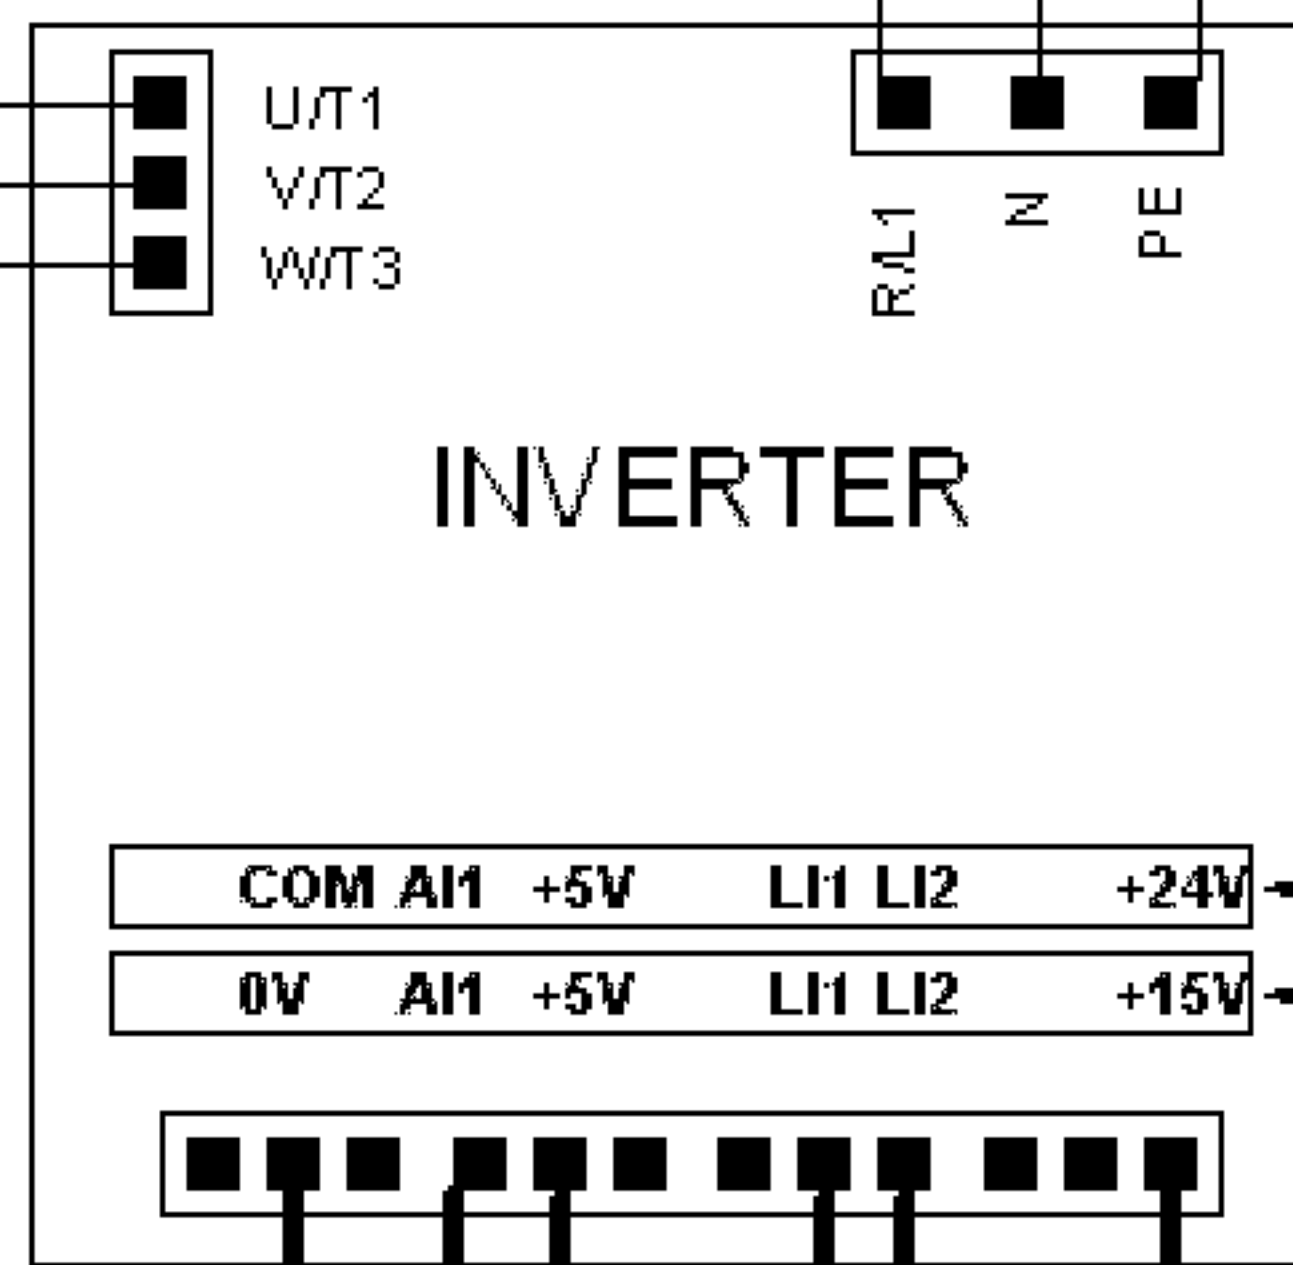 U/T1
V/T2
W/T3
R/L1
N
PE
INVERTER
COM AI1 +5V LI1 LI2 +24V
0V AI1 +5V LI1 LI2 +15V